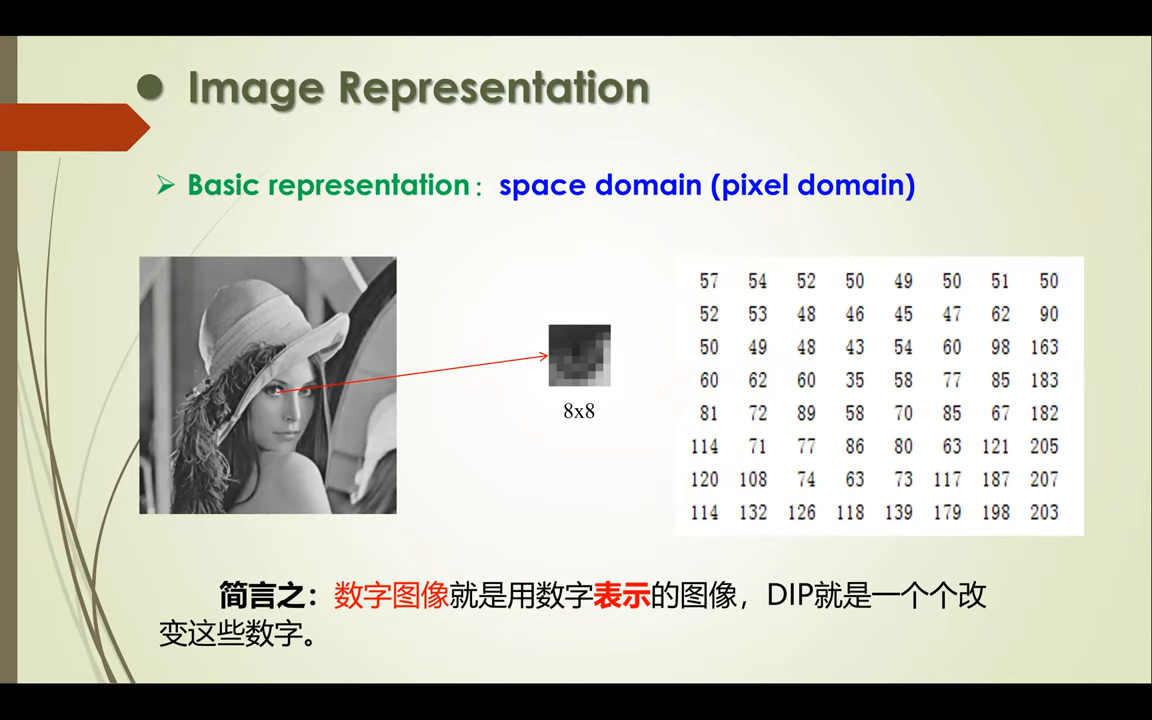 ● Image Representation
➢ Basic representation：space domain (pixel domain)
57 54 52 50 49 50 51 50
52 53 48 46 45 47 62 90
50 49 48 43 54 60 98 163
60 62 60 35 58 77 85 183
81 72 89 58 70 85 67 182
114 71 77 86 80 63 121 205
120 108 74 63 73 117 187 207
114 132 126 118 139 179 198 203
8x8
简言之：数字图像就是用数字表示的图像，DIP就是一个个改
变这些数字。